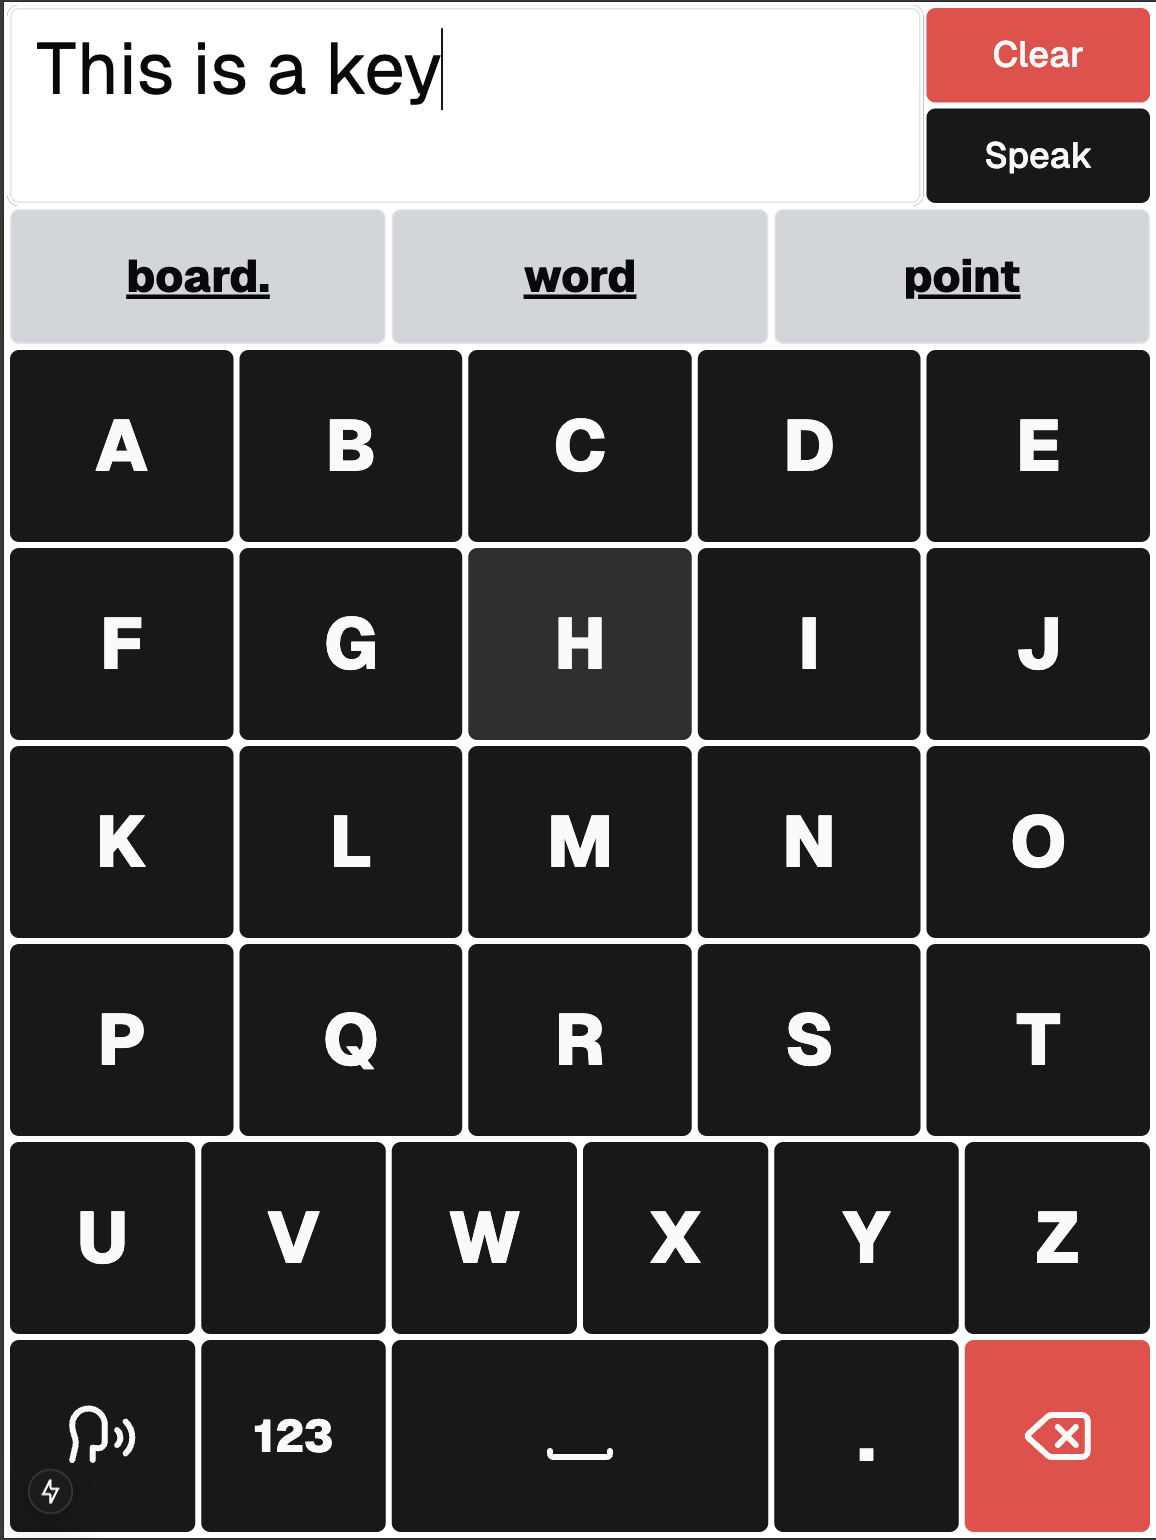 This is a key
Clear
Speak
board. word point
A B C D E
F G H I J
K L M N O
P Q R S T
U V W X Y Z
123 .